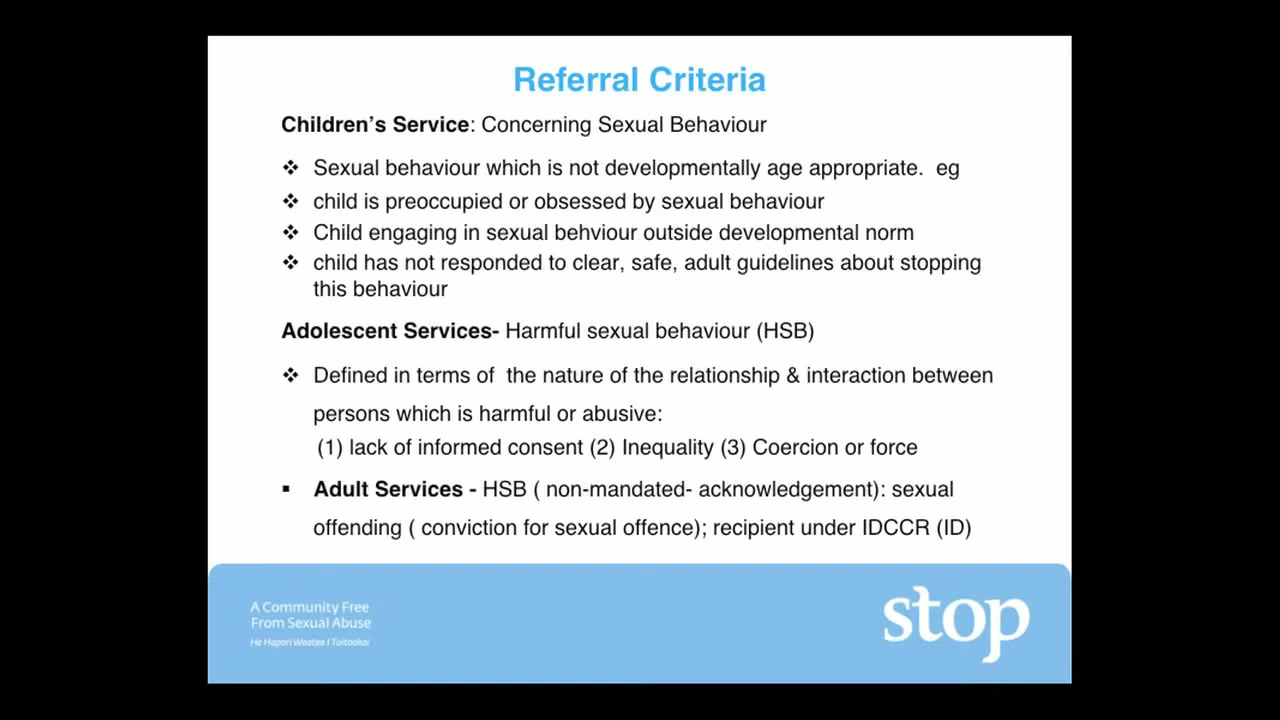 Referral Criteria
Children's Service: Concerning Sexual Behaviour
❖ Sexual behaviour which is not developmentally age appropriate. eg
❖ child is preoccupied or obsessed by sexual behaviour
❖ Child engaging in sexual behviour outside developmental norm
❖ child has not responded to clear, safe, adult guidelines about stopping
this behaviour
Adolescent Services- Harmful sexual behaviour (HSB)
❖ Defined in terms of the nature of the relationship & interaction between
persons which is harmful or abusive:
(1) lack of informed consent (2) Inequality (3) Coercion or force
▪ Adult Services - HSB ( non-mandated- acknowledgement): sexual
offending ( conviction for sexual offence); recipient under IDCCR (ID)
A Community Free
From Sexual Abuse
He Hapori Waatea I Taitookai
stop